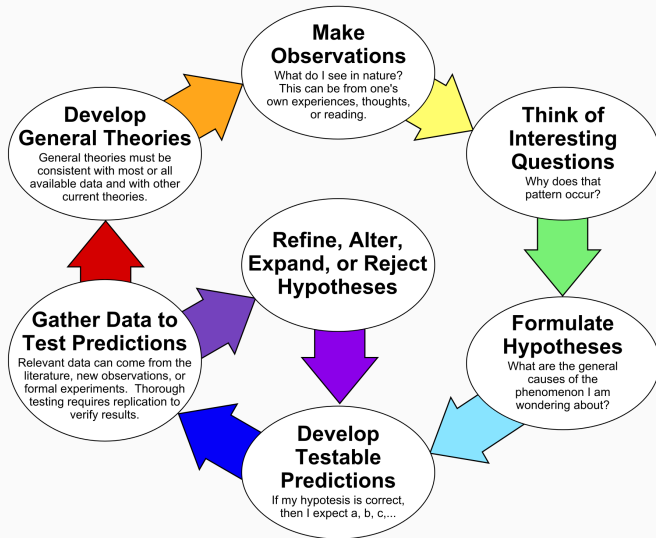 Make
Observations
What do I see in nature?
This can be from one's
own experiences, thoughts,
or reading.
Think of
Interesting
Questions
Why does that
pattern occur?
Formulate
Hypotheses
What are the general
causes of the
phenomenon I am
wondering about?
Develop
Testable
Predictions
If my hypotesis is correct,
then I expect a, b, c,...
Gather Data to
Test Predictions
Relevant data can come from the
literature, new observations, or
formal experiments. Thorough
testing requires replication to
verify results.
Refine, Alter,
Expand, or Reject
Hypotheses
Develop
General Theories
General theories must be
consistent with most or all
available data and with other
current theories.